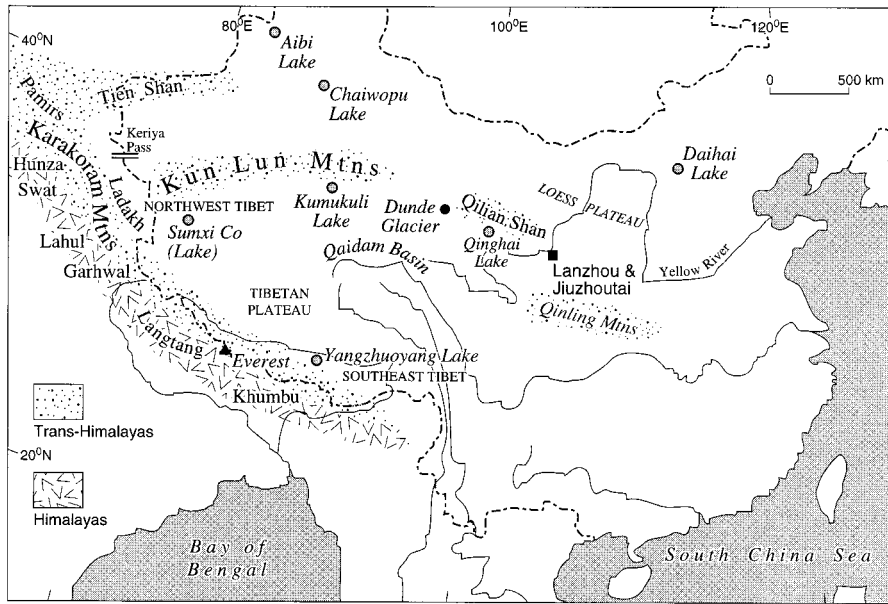 80°E
100°E
120°E
40°N
Aibi
Lake
0 500 km
Pamirs
Tien Shan
Chaiwopu
Lake
Keriya
Pass
Karakoram Mtns
Hunza
Swat
Ladakh
Kun Lun Mtns
Daihai
Lake
LOESS PLATEAU
NORTHWEST TIBET
Kumukuli
Lake
Dunde
Glacier
Qilian Shan
Sumxi Co
(Lake)
Lahul
Qinghai
Lake
Qaidam Basin
Garhwal
Lanzhou &
Jiuzhoutai
Yellow River
TIBETAN
PLATEAU
Qinling Mtns
Langtang
Everest
Yangzhuoyang Lake
SOUTHEAST TIBET
Khumbu
Trans-Himalayas
20°N
Himalayas
Bay of
Bengal
South China Sea